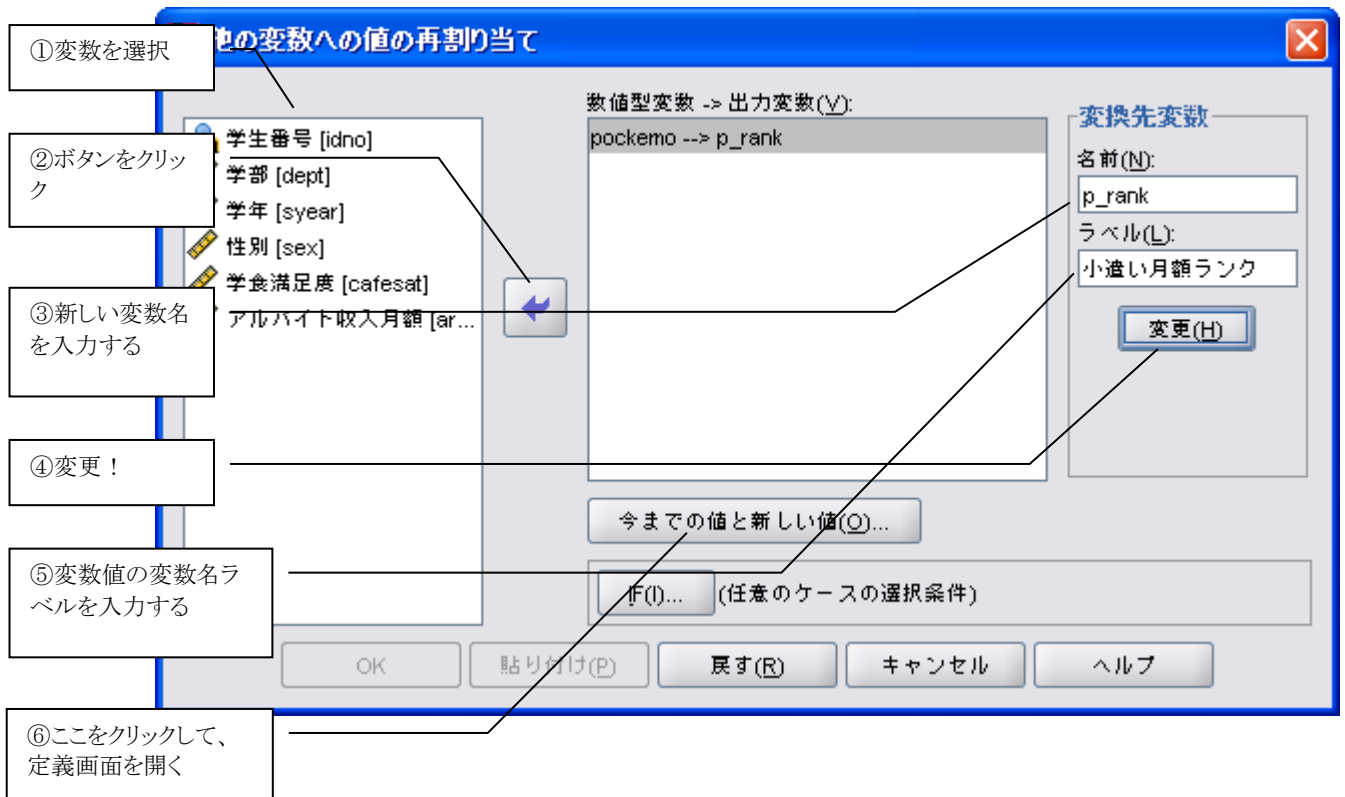 他の変数への値の再割り当て
①変数を選択
②ボタンをクリッ
ク
③新しい変数名
を入力する
④変更！
⑤変数値の変数名ラ
ベルを入力する
⑥ここをクリックして、
定義画面を開く
学生番号 [idno]
学部 [dept]
学年 [syear]
性別 [sex]
学食満足度 [cafesat]
アルバイト収入月額 [ar...
数値型変数 -> 出力変数(V):
pockemo --> p_rank
変換先変数
名前(N):
p_rank
ラベル(L):
小遣い月額ランク
変更(H)
今までの値と新しい値(O)...
IF(I)... (任意のケースの選択条件)
OK 貼り付け(P) 戻す(R) キャンセル ヘルプ